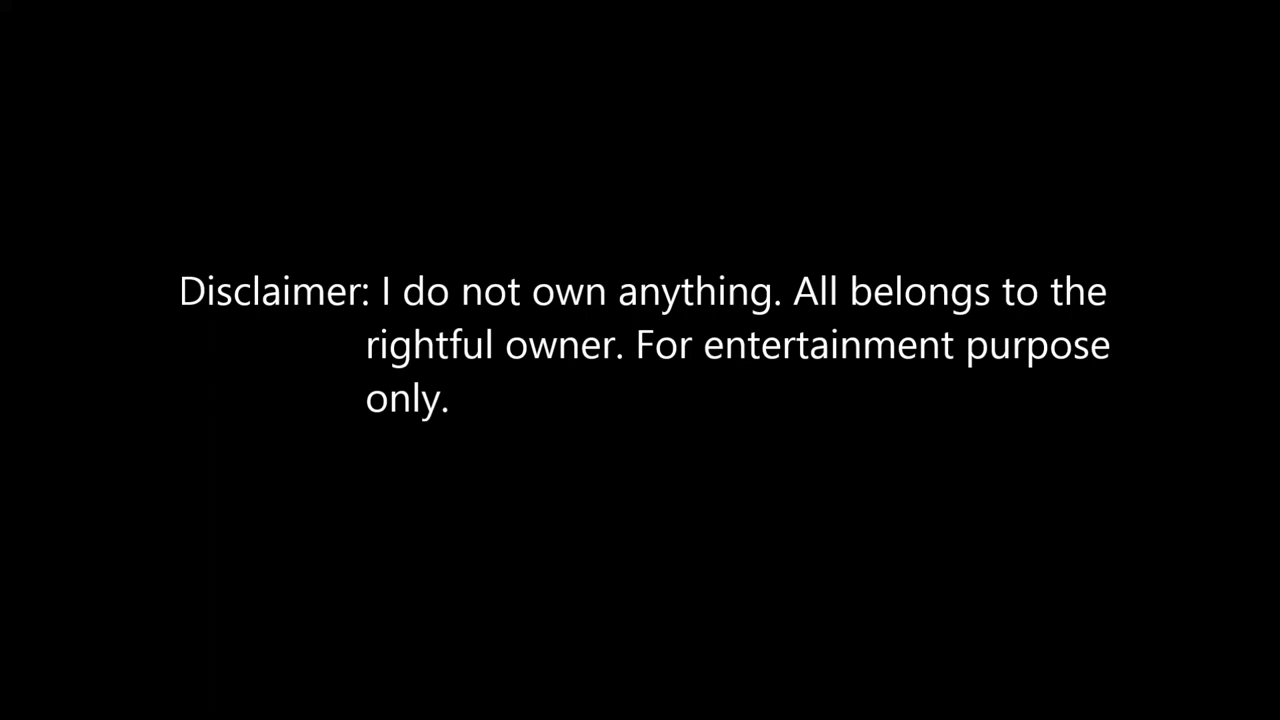 Disclaimer: I do not own anything. All belongs to the
rightful owner. For entertainment purpose
only.